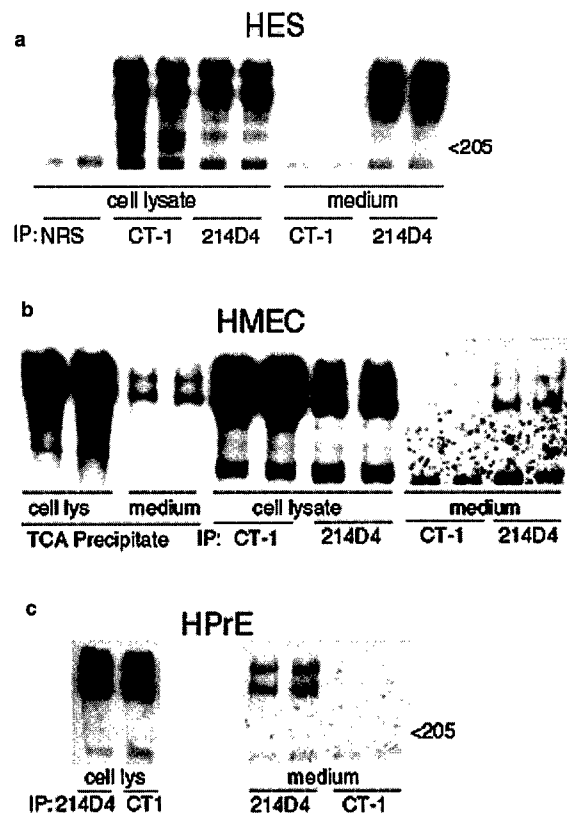 HES
a
<205
cell lysate medium
IP: NRS CT-1 214D4 CT-1 214D4
b
HMEC
cell lys medium cell lysate medium
TCA Precipitate IP: CT-1 214D4 CT-1 214D4
c
HPrE
<205
cell lys medium
IP: 214D4 CT1 214D4 CT-1